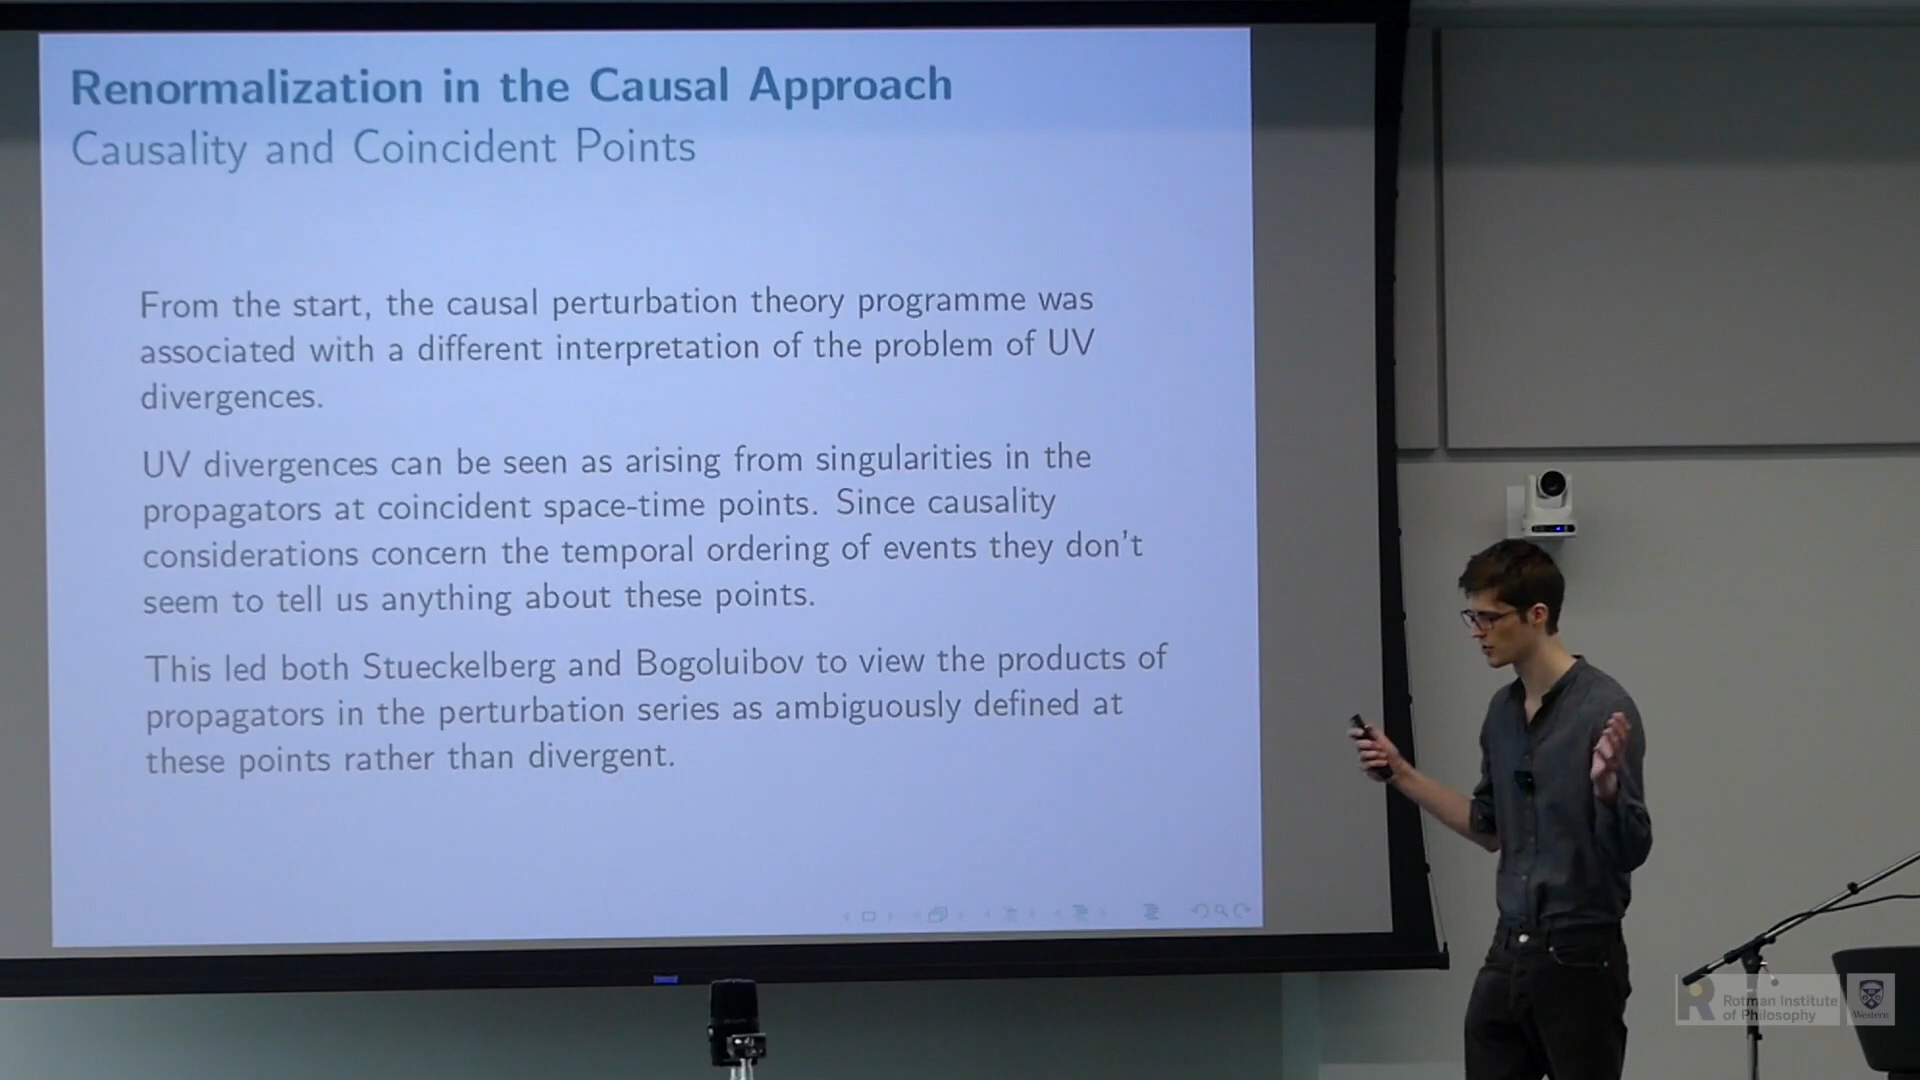 Renormalization in the Causal Approach
Causality and Coincident Points
From the start, the causal perturbation theory programme was
associated with a different interpretation of the problem of UV
divergences.
UV divergences can be seen as arising from singularities in the
propagators at coincident space-time points. Since causality
considerations concern the temporal ordering of events they don't
seem to tell us anything about these points.
This led both Stueckelberg and Bogoluibov to view the products of
propagators in the perturbation series as ambiguously defined at
these points rather than divergent.
R Rotman Institute
of Philosophy
Western